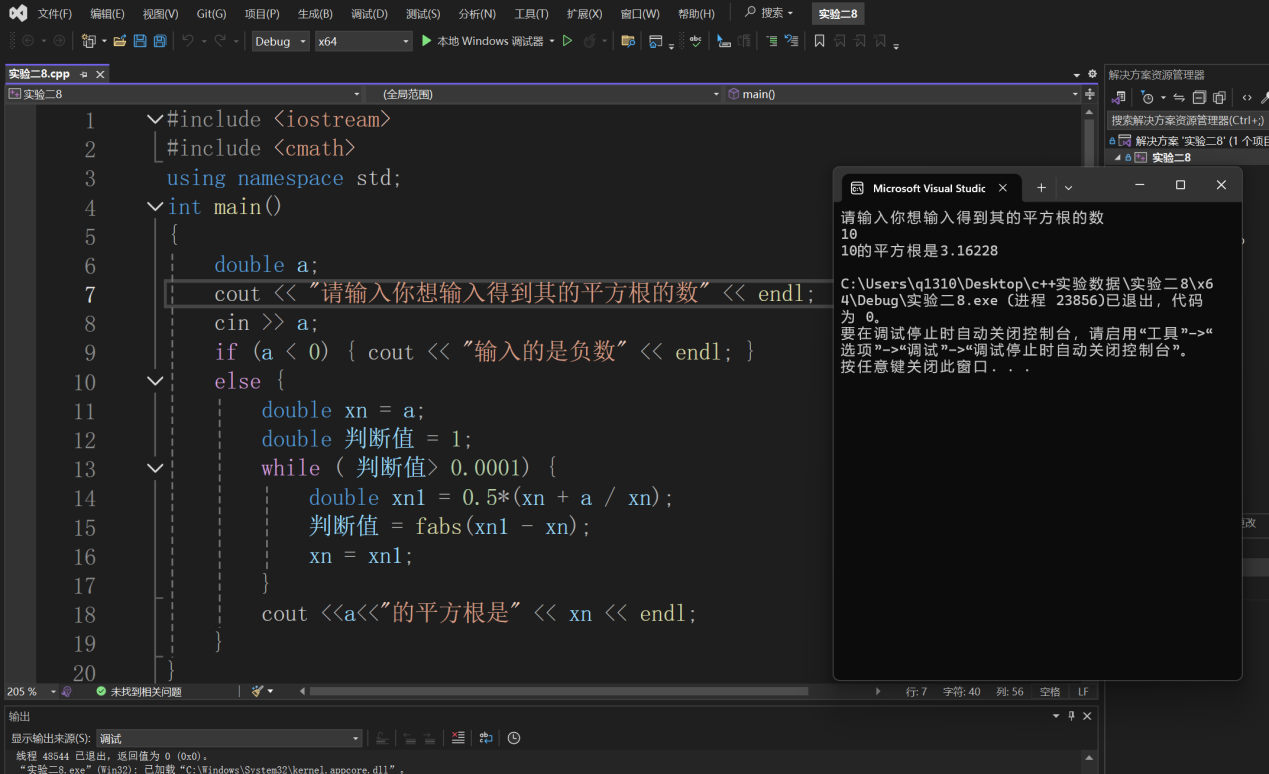 文件(F) 编辑(E) 视图(V) Git(G) 项目(P) 生成(B) 调试(D) 测试(S) 分析(N) 工具(T) 扩展(X) 窗口(W) 帮助(H) 搜索 实验二8
Debug x64 本地 Windows 调试器
实验二8.cpp
实验二8 (全局范围) main()
1 #include <iostream>
2 #include <cmath>
3 using namespace std;
4 int main()
5 {
6 double a;
7 cout << "请输入你想输入得到其的平方根的数" << endl;
8 cin >> a;
9 if (a < 0) { cout << "输入的是负数" << endl; }
10 else {
11 double xn = a;
12 double 判断值 = 1;
13 while ( 判断值> 0.0001) {
14 double xn1 = 0.5*(xn + a / xn);
15 判断值 = fabs(xn1 - xn);
16 xn = xn1;
17 }
18 cout <<a<<"的平方根是" << xn << endl;
19 }
20 }
205 % 未找到相关问题 行: 7 字符: 40 列: 56 空格 LF
输出
显示输出来源(S): 调试
线程 48544 已退出，返回值为 0 (0x0)。
“实验二8.exe”(Win32): 已加载“C:\Windows\System32\kernel.appcore.dll”。
解决方案资源管理器
搜索解决方案资源管理器(Ctrl+;)
解决方案 '实验二8' (1 个项目
实验二8
更改
Microsoft Visual Studio
请输入你想输入得到其的平方根的数
10
10的平方根是3.16228
C:\Users\q1310\Desktop\c++实验数据\实验二8\x6
4\Debug\实验二8.exe (进程 23856)已退出，代码
为 0。
要在调试停止时自动关闭控制台，请启用“工具”->“
选项”->“调试”->“调试停止时自动关闭控制台”。
按任意键关闭此窗口. . .